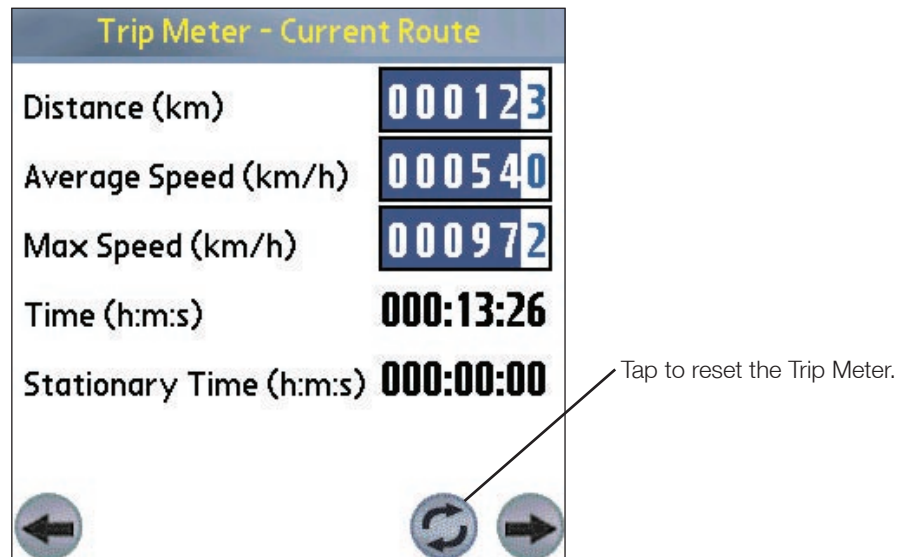 Trip Meter - Current Route
Distance (km) 000123
Average Speed (km/h) 000540
Max Speed (km/h) 000972
Time (h:m:s) 000:13:26
Stationary Time (h:m:s) 000:00:00
Tap to reset the Trip Meter.